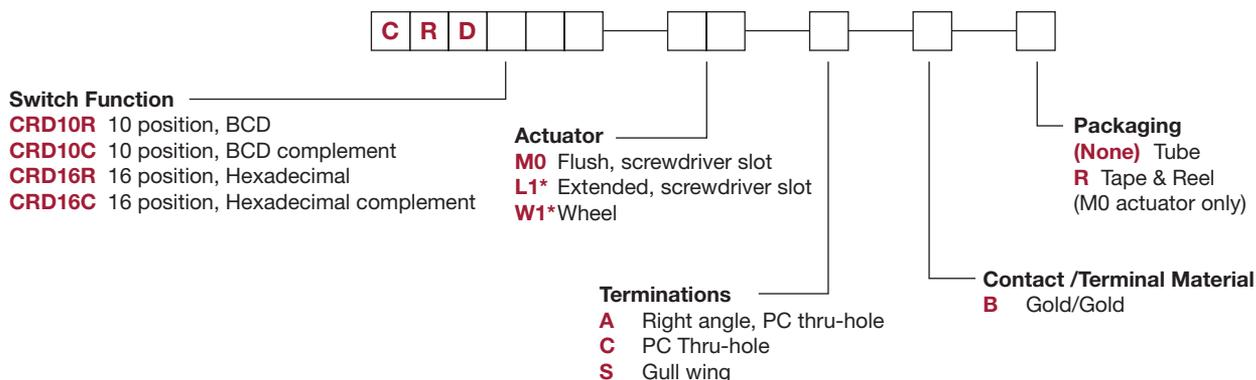 C R D
Switch Function
CRD10R 10 position, BCD
CRD10C 10 position, BCD complement
CRD16R 16 position, Hexadecimal
CRD16C 16 position, Hexadecimal complement
Actuator
M0 Flush, screwdriver slot
L1* Extended, screwdriver slot
W1* Wheel
Terminations
A Right angle, PC thru-hole
C PC Thru-hole
S Gull wing
Contact /Terminal Material
B Gold/Gold
Packaging
(None) Tube
R Tape & Reel
(M0 actuator only)